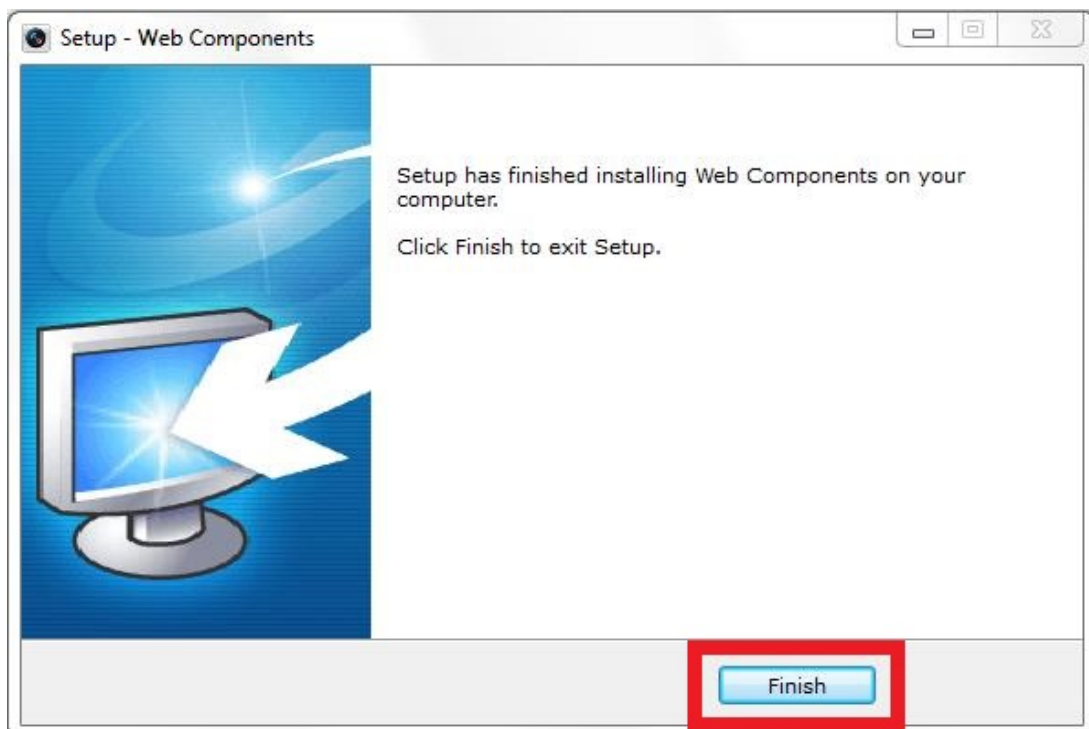 Setup - Web Components
Setup has finished installing Web Components on your
computer.
Click Finish to exit Setup.
Finish